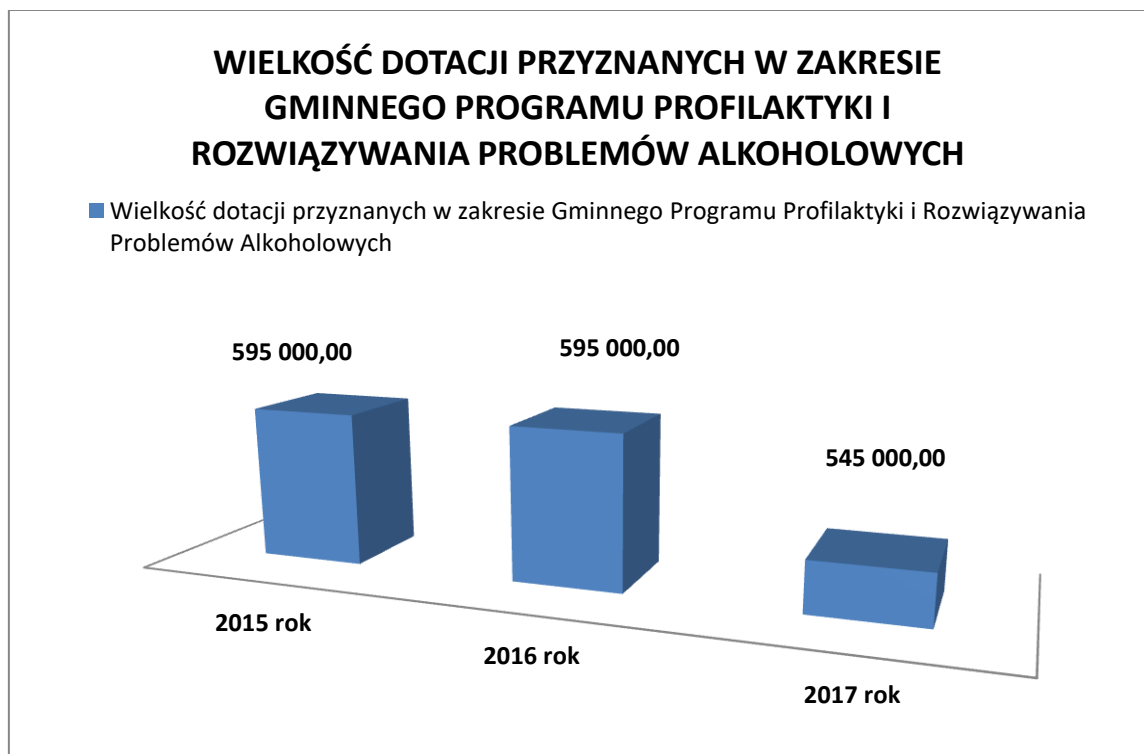 WIELKOŚĆ DOTACJI PRZYZNANYCH W ZAKRESIE
GMINNEGO PROGRAMU PROFILAKTYKI I
ROZWIĄZYWANIA PROBLEMÓW ALKOHOLOWYCH
Wielkość dotacji przyznanych w zakresie Gminnego Programu Profilaktyki i Rozwiązywania
Problemów Alkoholowych
595 000,00
595 000,00
545 000,00
2015 rok
2016 rok
2017 rok